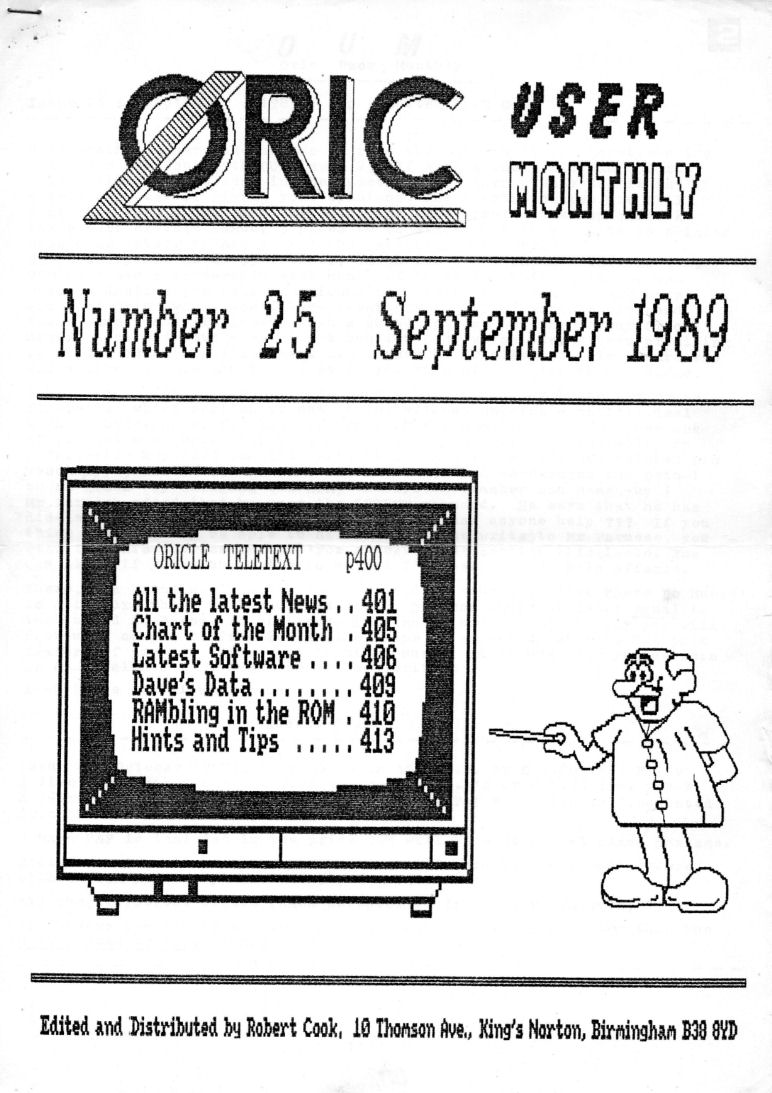 ORIC USER
MONTHLY
Number 25 September 1989
ORICLE TELETEXT p400
All the latest News .. 401
Chart of the Month . 405
Latest Software .... 406
Dave's Data ........ 409
RAMbling in the ROM . 410
Hints and Tips ..... 413
Edited and Distributed by Robert Cook, 10 Thomson Ave., King's Norton, Birmingham B38 8YD